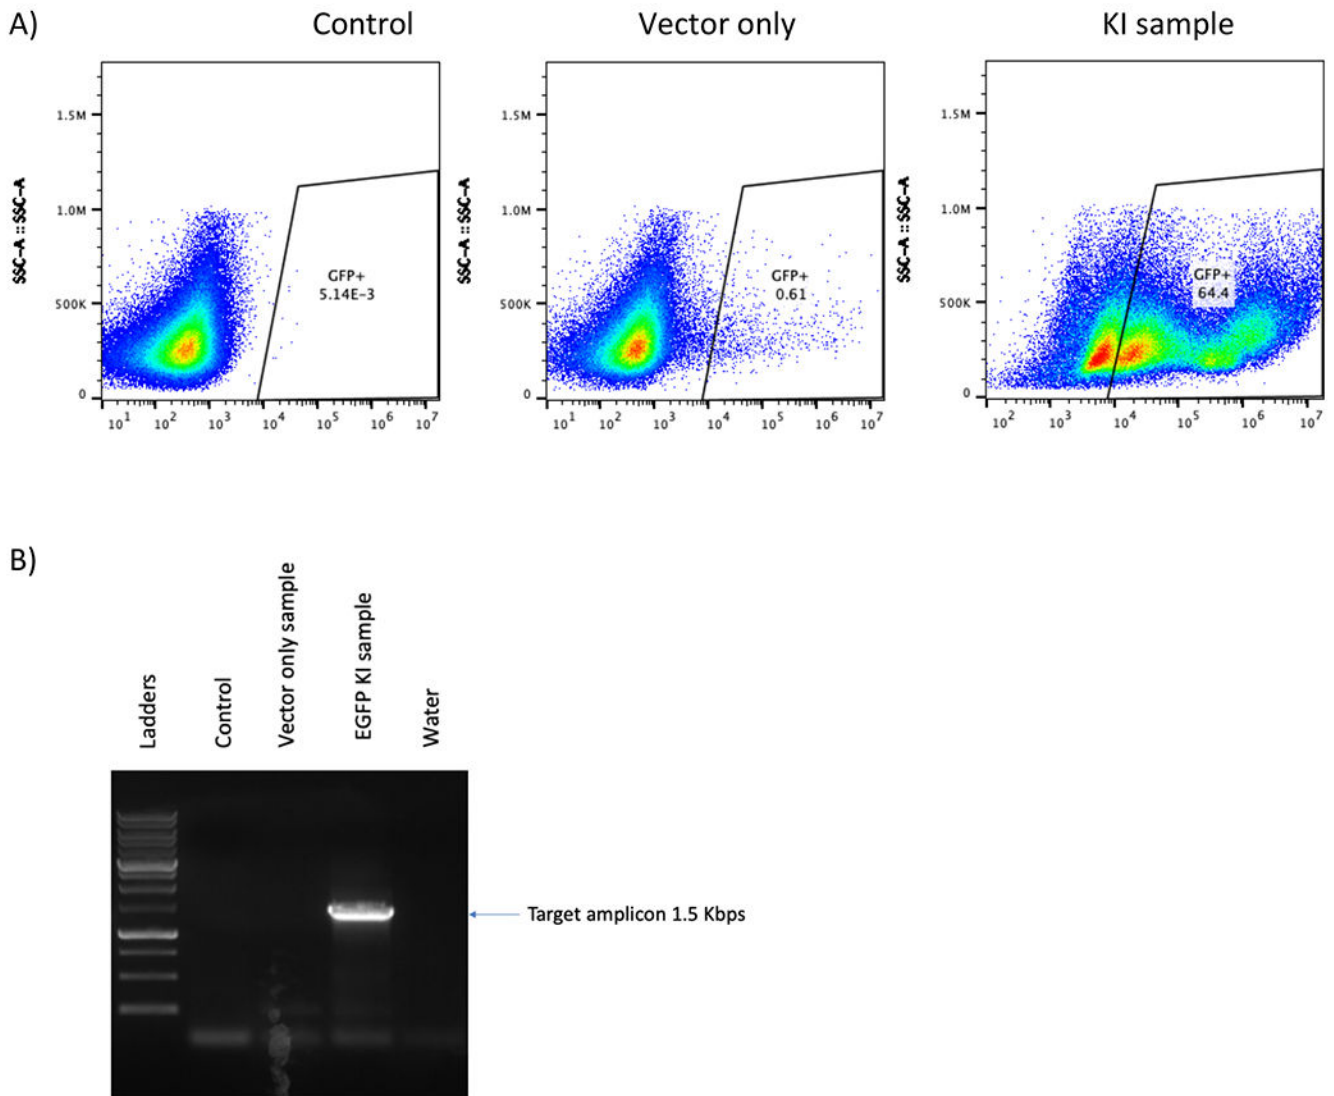 A)
Control
Vector only
KI sample
1.5M
1.0M
500K
0
SSC-A :: SSC-A
GFP+
5.14E-3
10^1 10^2 10^3 10^4 10^5 10^6 10^7
SSC-A :: SSC-A
1.5M
1.0M
500K
0
GFP+
0.61
10^1 10^2 10^3 10^4 10^5 10^6 10^7
SSC-A :: SSC-A
1.5M
1.0M
500K
0
GFP+
64.4
10^2 10^3 10^4 10^5 10^6 10^7
B)
Ladders
Control
Vector only sample
EGFP KI sample
Water
Target amplicon 1.5 Kbps